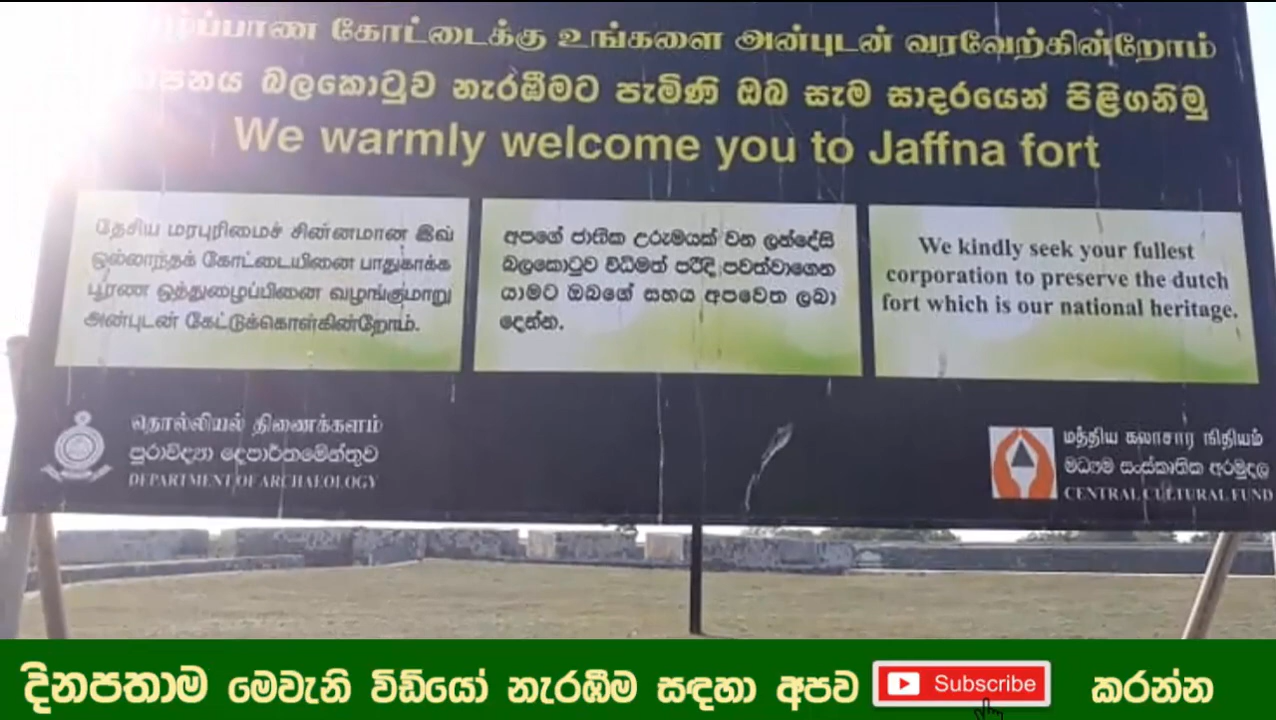 கோட்டைக்கு உங்களை அன்புடன் வரவேற்கின்றோம்
බලකොටුව නැරඹීමට පැමිණි ඔබ සැම සාදරයෙන් පිළිගනිමු
We warmly welcome you to Jaffna fort
தேசிய மரபுரிமைச் சின்னமான இவ்
ஒல்லாந்தக் கோட்டையினை பாதுகாக்க
பூரண ஒத்துழைப்பினை வழங்குமாறு
அன்புடன் கேட்டுக்கொள்கின்றோம்.
අපගේ ජාතික උරුමයක් වන ලන්දේසි
බලකොටුව විධිමත් පරිදි පවත්වාගෙන
යාමට ඔබගේ සහය අපවෙත ලබා
දෙන්න.
We kindly seek your fullest
corporation to preserve the dutch
fort which is our national heritage.
தொல்லியல் திணைக்களம்
පුරාවිද්‍යා දෙපාර්තමේන්තුව
DEPARTMENT OF ARCHAEOLOGY
மத்திய கலாசார நிதியம்
මධ්‍යම සංස්කෘතික අරමුදල
CENTRAL CULTURAL FUND
දිනපතාම මෙවැනි විඩියෝ නැරඹීම සඳහා අපව Subscribe කරන්න